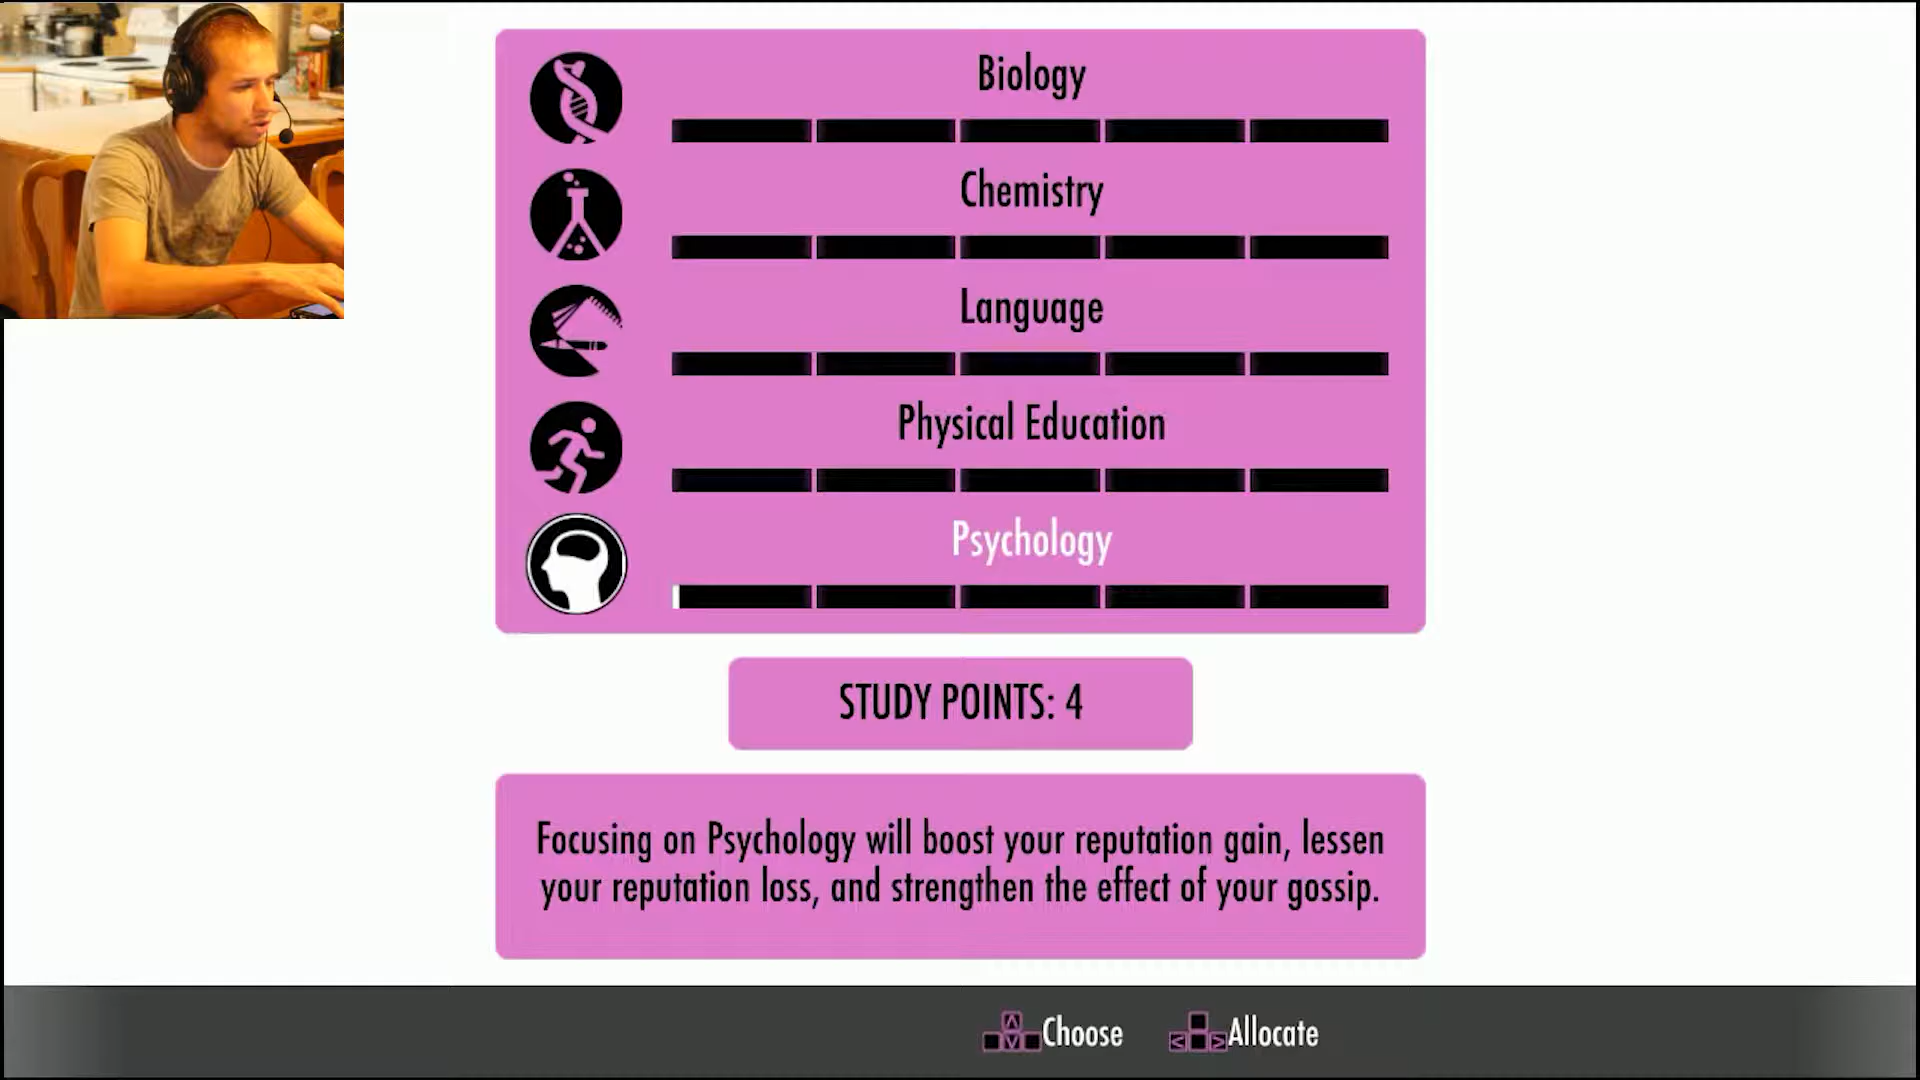 Biology
Chemistry
Language
Physical Education
Psychology
STUDY POINTS: 4
Focusing on Psychology will boost your reputation gain, lessen
your reputation loss, and strengthen the effect of your gossip.
Choose
Allocate